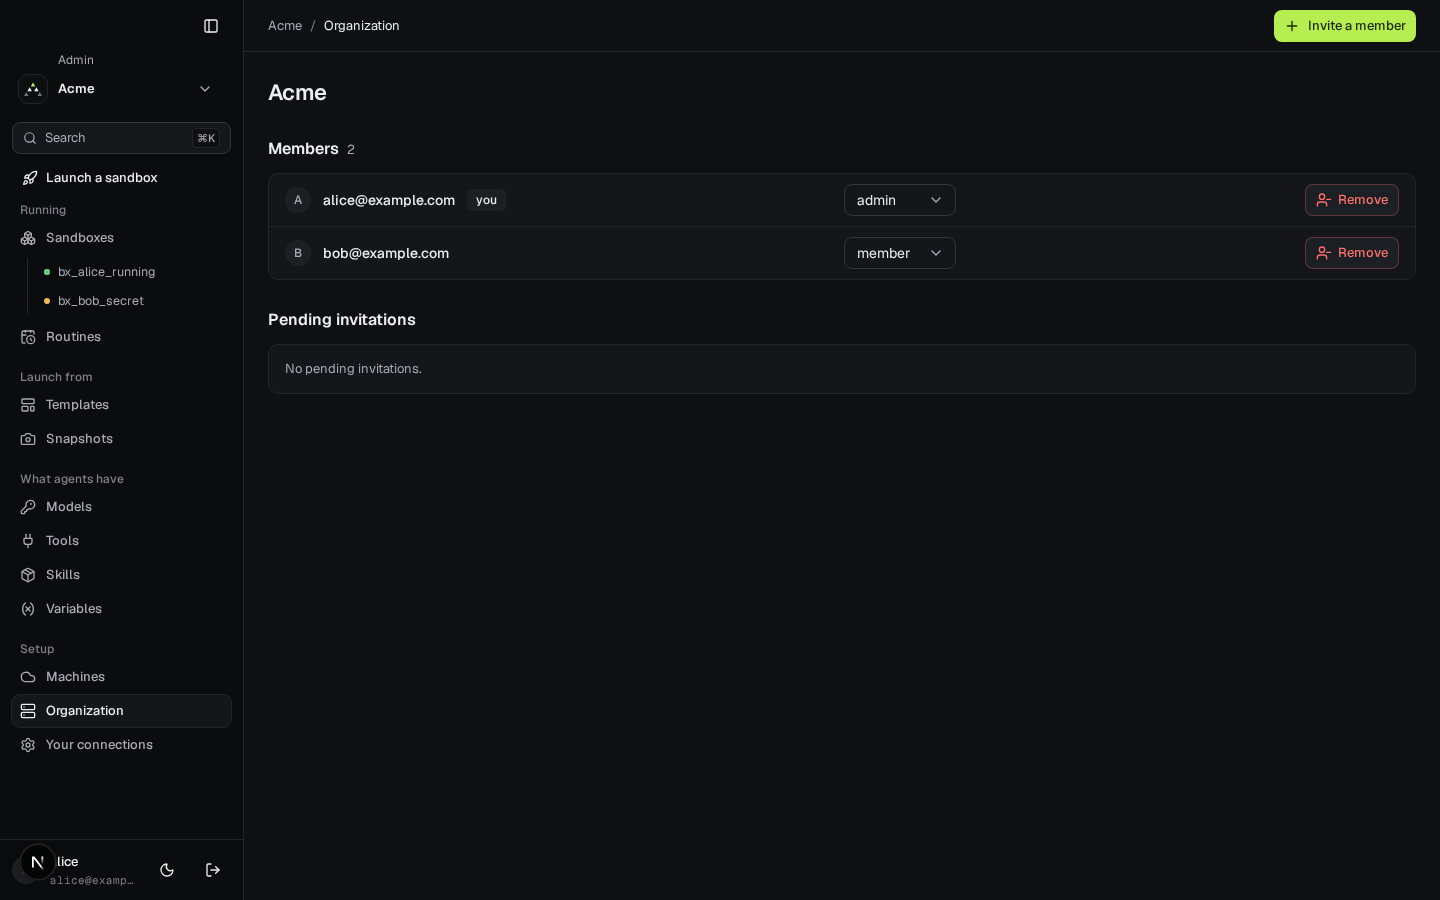 Acme / Organization
Invite a member
Admin
Acme
Search ⌘K
Launch a sandbox
Running
Sandboxes
bx_alice_running
bx_bob_secret
Routines
Launch from
Templates
Snapshots
What agents have
Models
Tools
Skills
Variables
Setup
Machines
Organization
Your connections
N
lice
alice@examp…
Acme
Members 2
A alice@example.com you admin Remove
B bob@example.com member Remove
Pending invitations
No pending invitations.